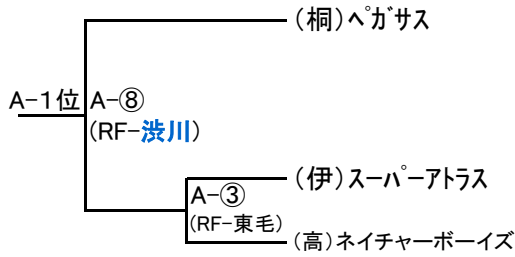 (桐)ペガサス
A-1位
A-⑧
(RF-渋川)
(伊)スーパーアトラス
A-③
(RF-東毛)
(高)ネイチャーボーイズ